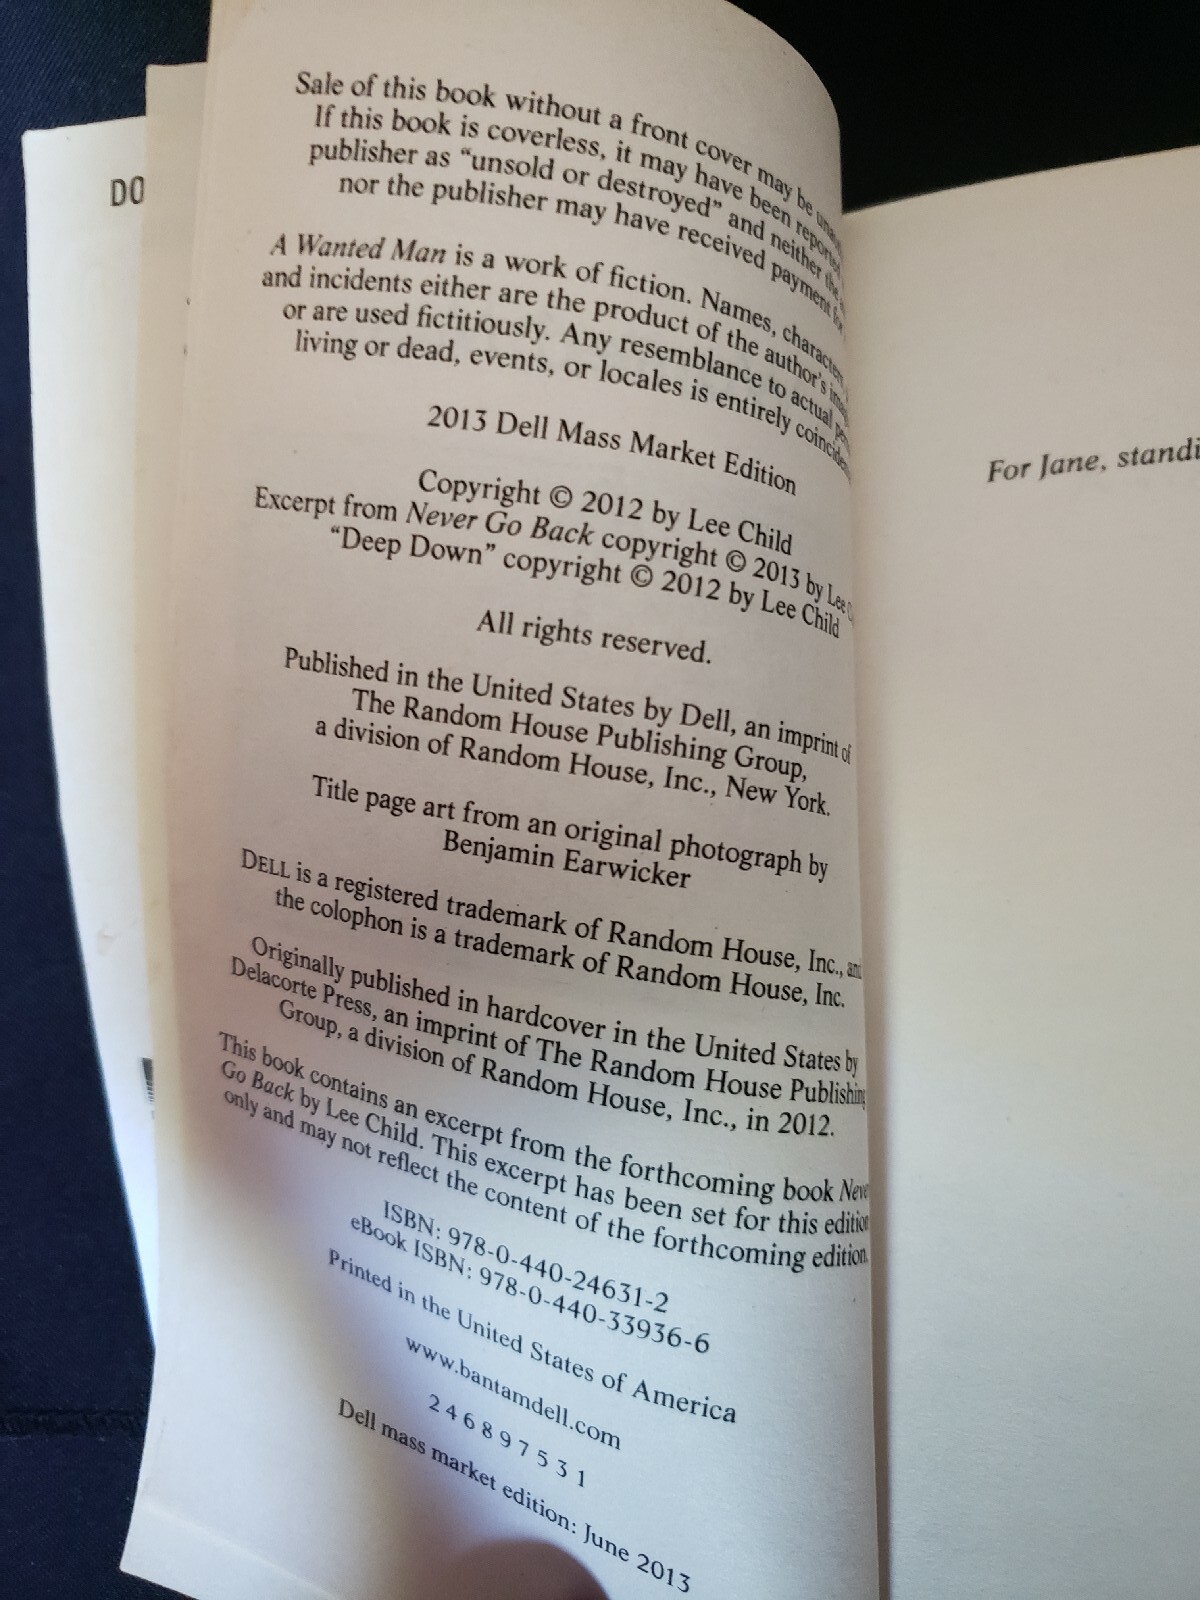 DO
Sale of this book without a front cover may be
If this book is coverless, it may have been reported
publisher as “unsold or destroyed” and neither the
nor the publisher may have received payment for
A Wanted Man is a work of fiction. Names, characters,
and incidents either are the product of the author's
or are used fictitiously. Any resemblance to actual
living or dead, events, or locales is entirely
2013 Dell Mass Market Edition
Copyright © 2012 by Lee Child
Excerpt from Never Go Back copyright © 2013 by Lee
“Deep Down” copyright © 2012 by Lee Child
All rights reserved.
Published in the United States by Dell, an imprint of
The Random House Publishing Group,
a division of Random House, Inc., New York.
Title page art from an original photograph by
Benjamin Earwicker
DELL is a registered trademark of Random House, Inc., and
the colophon is a trademark of Random House, Inc.
Originally published in hardcover in the United States by
Delacorte Press, an imprint of The Random House Publishing
Group, a division of Random House, Inc., in 2012.
This book contains an excerpt from the forthcoming book Never
Go Back by Lee Child. This excerpt has been set for this edition
only and may not reflect the content of the forthcoming edition.
ISBN: 978-0-440-24631-2
eBook ISBN: 978-0-440-33936-6
Printed in the United States of America
www.bantamdell.com
2 4 6 8 9 7 5 3 1
Dell mass market edition: June 2013
For Jane, standi